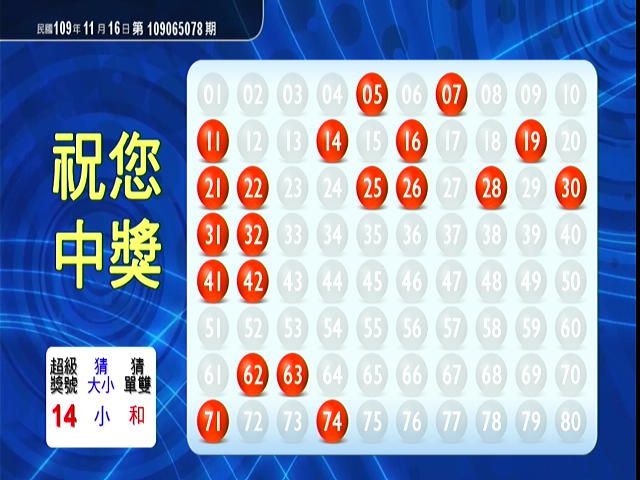 民國109年11月16日第109065078期
祝您
中獎
01 02 03 04 05 06 07 08 09 10
11 12 13 14 15 16 17 18 19 20
21 22 23 24 25 26 27 28 29 30
31 32 33 34 35 36 37 38 39 40
41 42 43 44 45 46 47 48 49 50
51 52 53 54 55 56 57 58 59 60
61 62 63 64 65 66 67 68 69 70
71 72 73 74 75 76 77 78 79 80
超級 猜 猜
獎號 大小 單雙
14 小 和